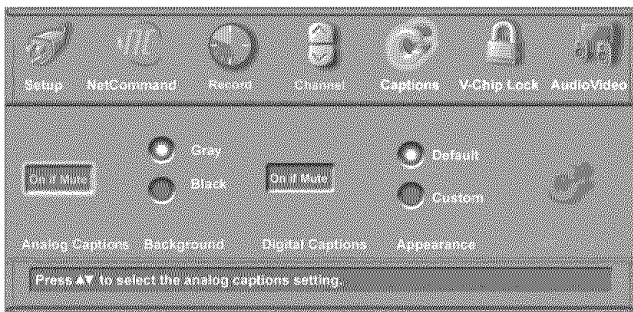 Setup NetCommand Record Channel Captions V-Chip Lock AudioVideo
Gray
Default
On if Mute
On if Mute
Black
Custom
Analog Captions Background Digital Captions Appearance
Press ▲▼ to select the analog captions setting.